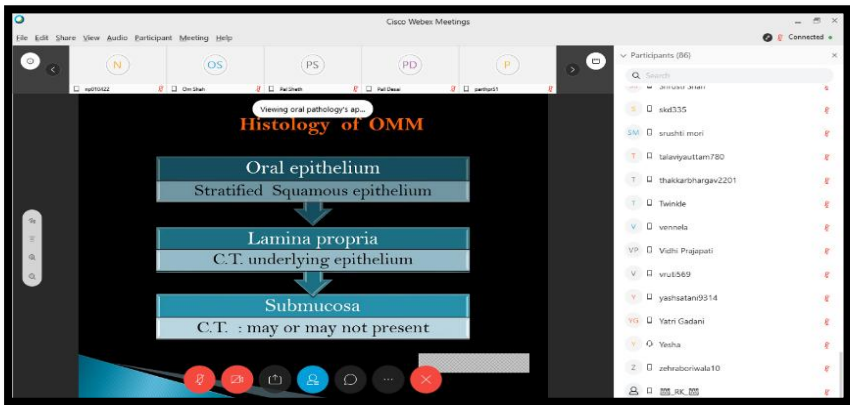 Cisco Webex Meetings
File Edit Share View Audio Participant Meeting Help
Connected
N
OS
PS
PD
P
np010422
Om Shah
Pal Sheth
Pal Desai
parthpr51
Viewing oral pathology's ap...
Histology of OMM
Oral epithelium
Stratified Squamous epithelium
Lamina propria
C.T. underlying epithelium
Submucosa
C.T. : may or may not present
Participants (86)
Search
S skd335
SM srushti mori
T talaviyauttam780
T thakkarbhargav2201
T Twinkle
V vennela
VP Vidhi Prajapati
V vruti569
Y yashsatani9314
YG Yatri Gadani
Y Yesha
Z zehraboriwala10
_RK_